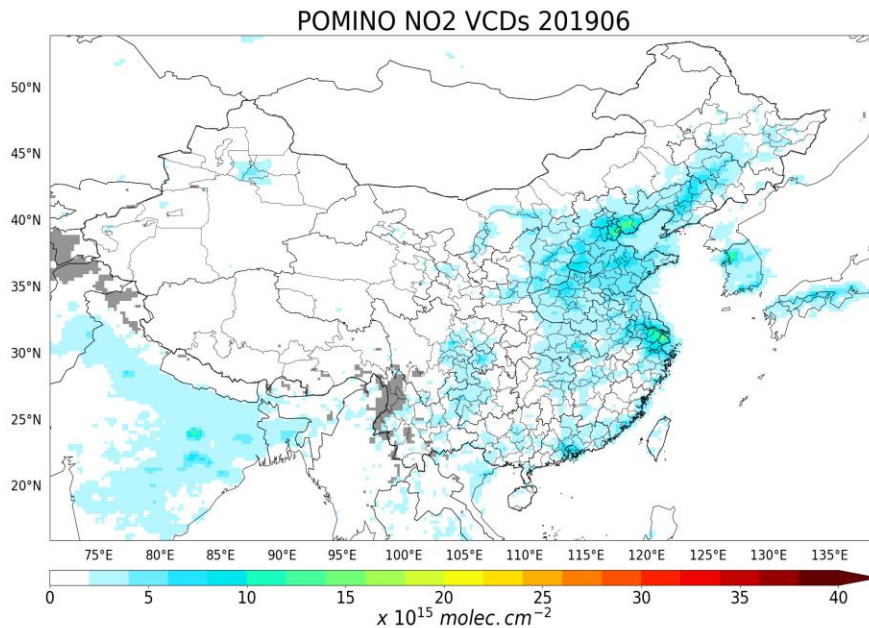 POMINO NO2 VCDs 201906
50°N
45°N
40°N
35°N
30°N
25°N
20°N
75°E 80°E 85°E 90°E 95°E 100°E 105°E 110°E 115°E 120°E 125°E 130°E 135°E
0 5 10 15 20 25 30 35 40
x 10¹⁵ molec.cm⁻²